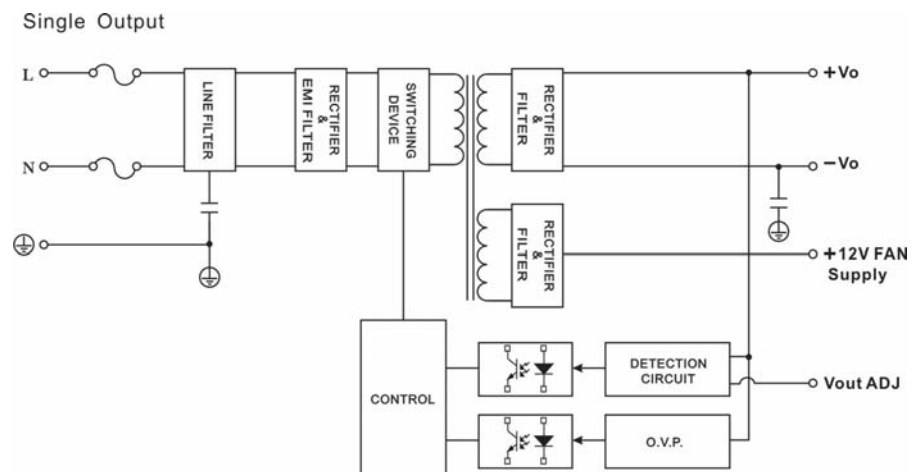 Single Output
L
N
LINE FILTER
RECTIFIER
&
EMI FILTER
SWITCHING
DEVICE
RECTIFIER
&
FILTER
+Vo
−Vo
RECTIFIER
&
FILTER
+12V FAN
Supply
CONTROL
DETECTION
CIRCUIT
Vout ADJ
O.V.P.